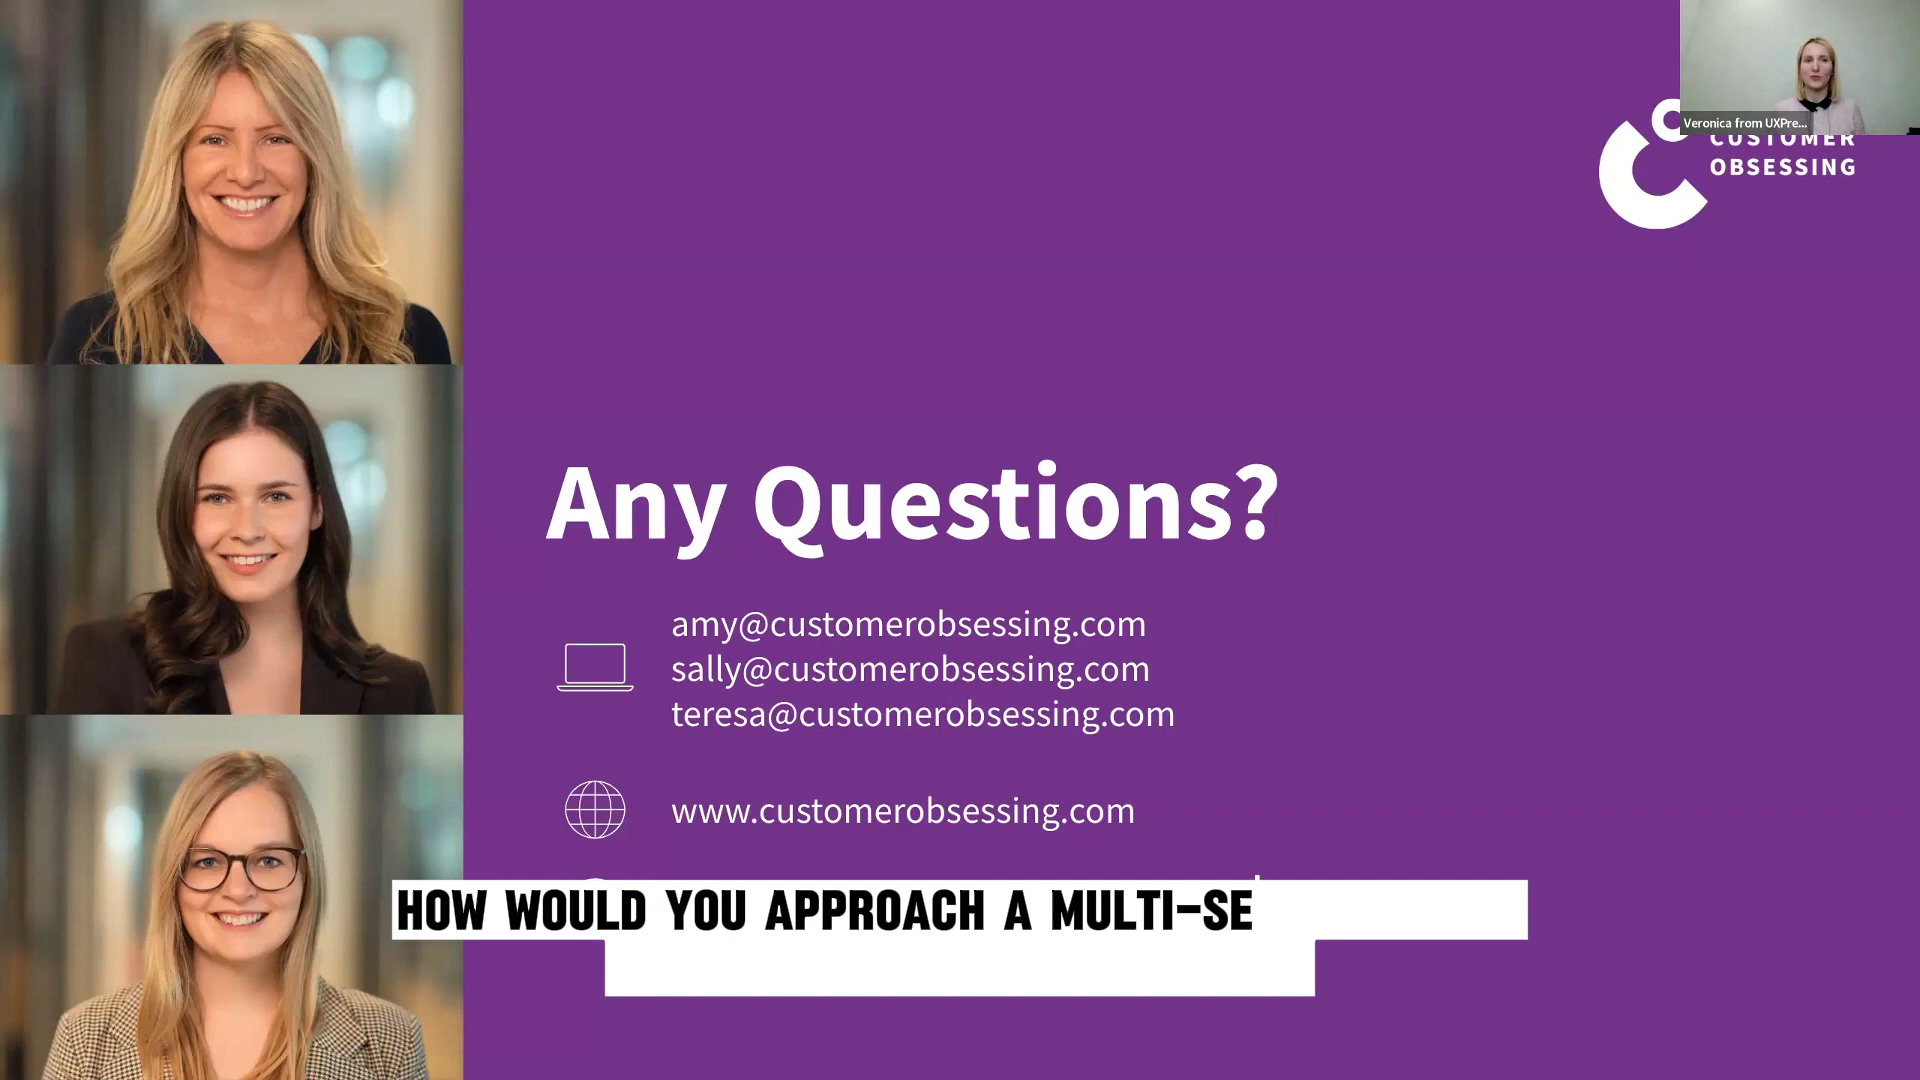 Veronica from UXPre...
CUSTOMER
OBSESSING
Any Questions?
amy@customerobsessing.com
sally@customerobsessing.com
teresa@customerobsessing.com
www.customerobsessing.com
HOW WOULD YOU APPROACH A MULTI-SE